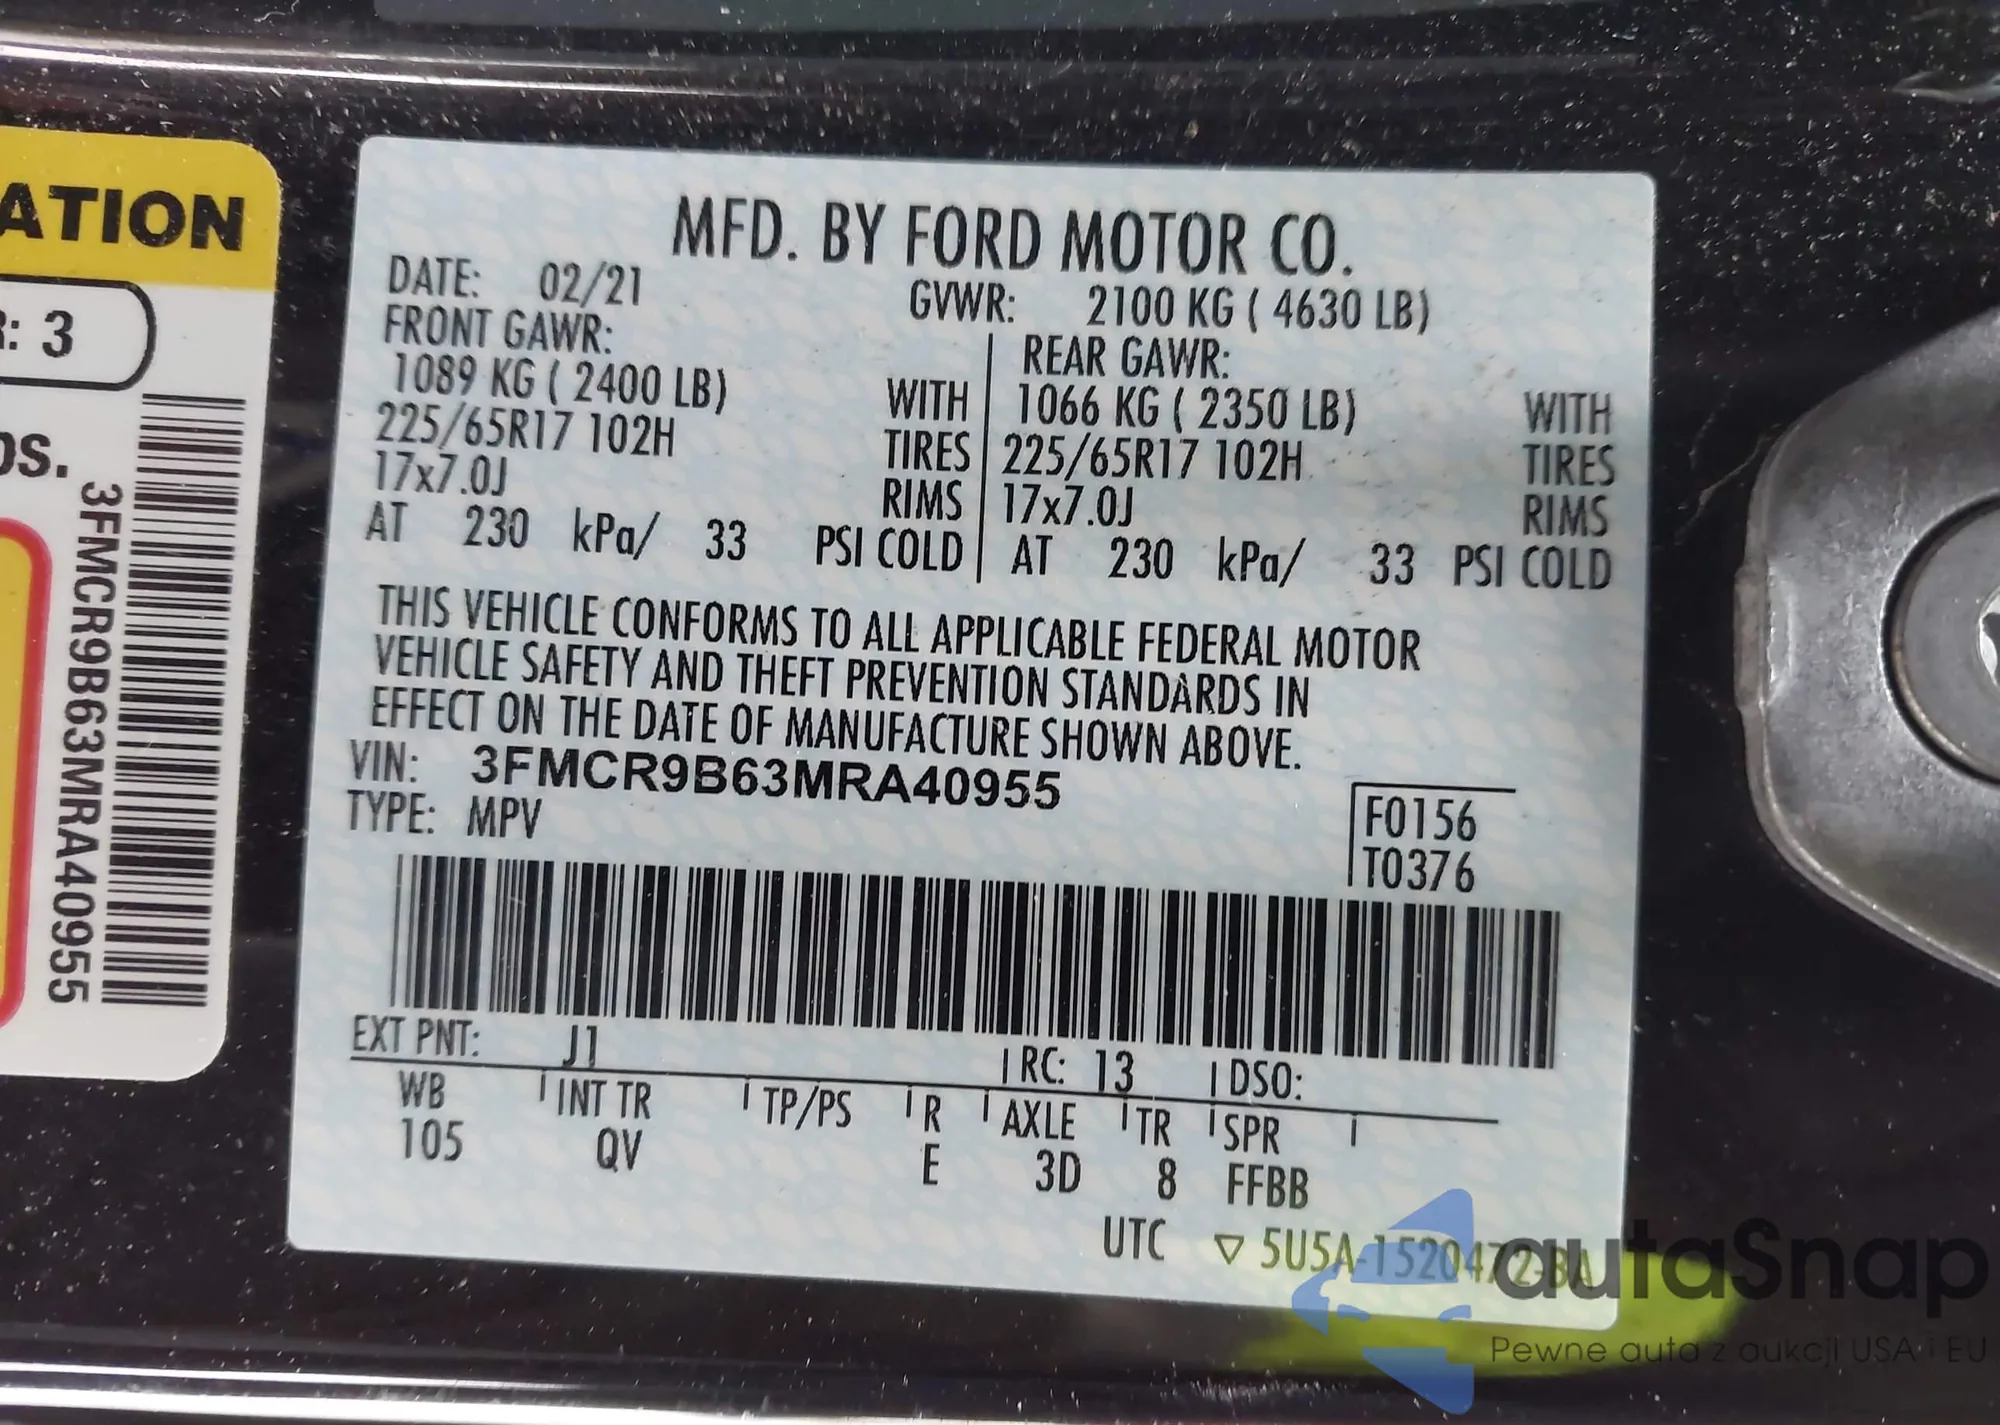 ATION
: 3
os.
3FMCR9B63MRA40955
MFD. BY FORD MOTOR CO.
DATE: 02/21 GVWR: 2100 KG ( 4630 LB)
FRONT GAWR: REAR GAWR:
1089 KG ( 2400 LB) WITH 1066 KG ( 2350 LB) WITH
225/65R17 102H TIRES 225/65R17 102H TIRES
17x7.0J RIMS 17x7.0J RIMS
AT 230 kPa/ 33 PSI COLD AT 230 kPa/ 33 PSI COLD
THIS VEHICLE CONFORMS TO ALL APPLICABLE FEDERAL MOTOR
VEHICLE SAFETY AND THEFT PREVENTION STANDARDS IN
EFFECT ON THE DATE OF MANUFACTURE SHOWN ABOVE.
VIN: 3FMCR9B63MRA40955
TYPE: MPV
F0156
T0376
EXT PNT: J1 RC: 13 DSO:
WB INT TR TP/PS R AXLE TR SPR
105 QV E 3D 8 FFBB
UTC ▽ 5U5A-1520472-BA
autaSnap
Pewne auta z aukcji USA i EU